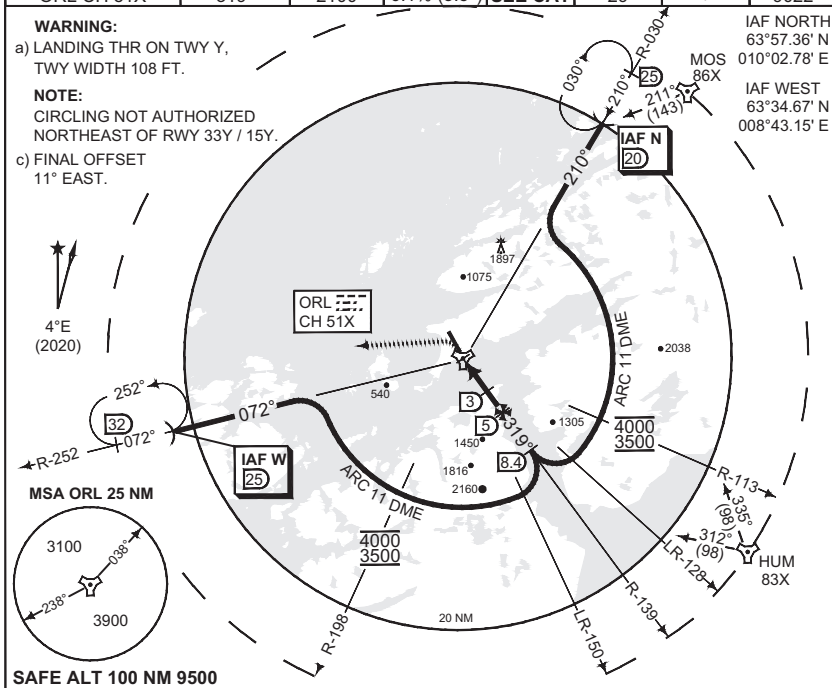 WARNING:
a) LANDING THR ON TWY Y,
TWY WIDTH 108 FT.
NOTE:
CIRCLING NOT AUTHORIZED
NORTHEAST OF RWY 33Y / 15Y.
c) FINAL OFFSET
11° EAST.
IAF NORTH
63°57.36' N
010°02.78' E
IAF WEST
63°34.67' N
008°43.15' E
R-030
030°
210°
25
MOS
86X
211°
(143)
IAF N
20
210°
4°E
(2020)
1897
1075
ORL
CH 51X
ARC 11 DME
2038
540
3
5
319°
1305
1450
8.4
1816
2160
4000
3500
R-113
252°
32
072°
072°
R-252
IAF W
25
ARC 11 DME
4000
3500
335°
(98)
312°
(98)
HUM
83X
LR-128
R-139
LR-150
R-198
20 NM
MSA ORL 25 NM
3100
038°
238°
3900
SAFE ALT 100 NM 9500